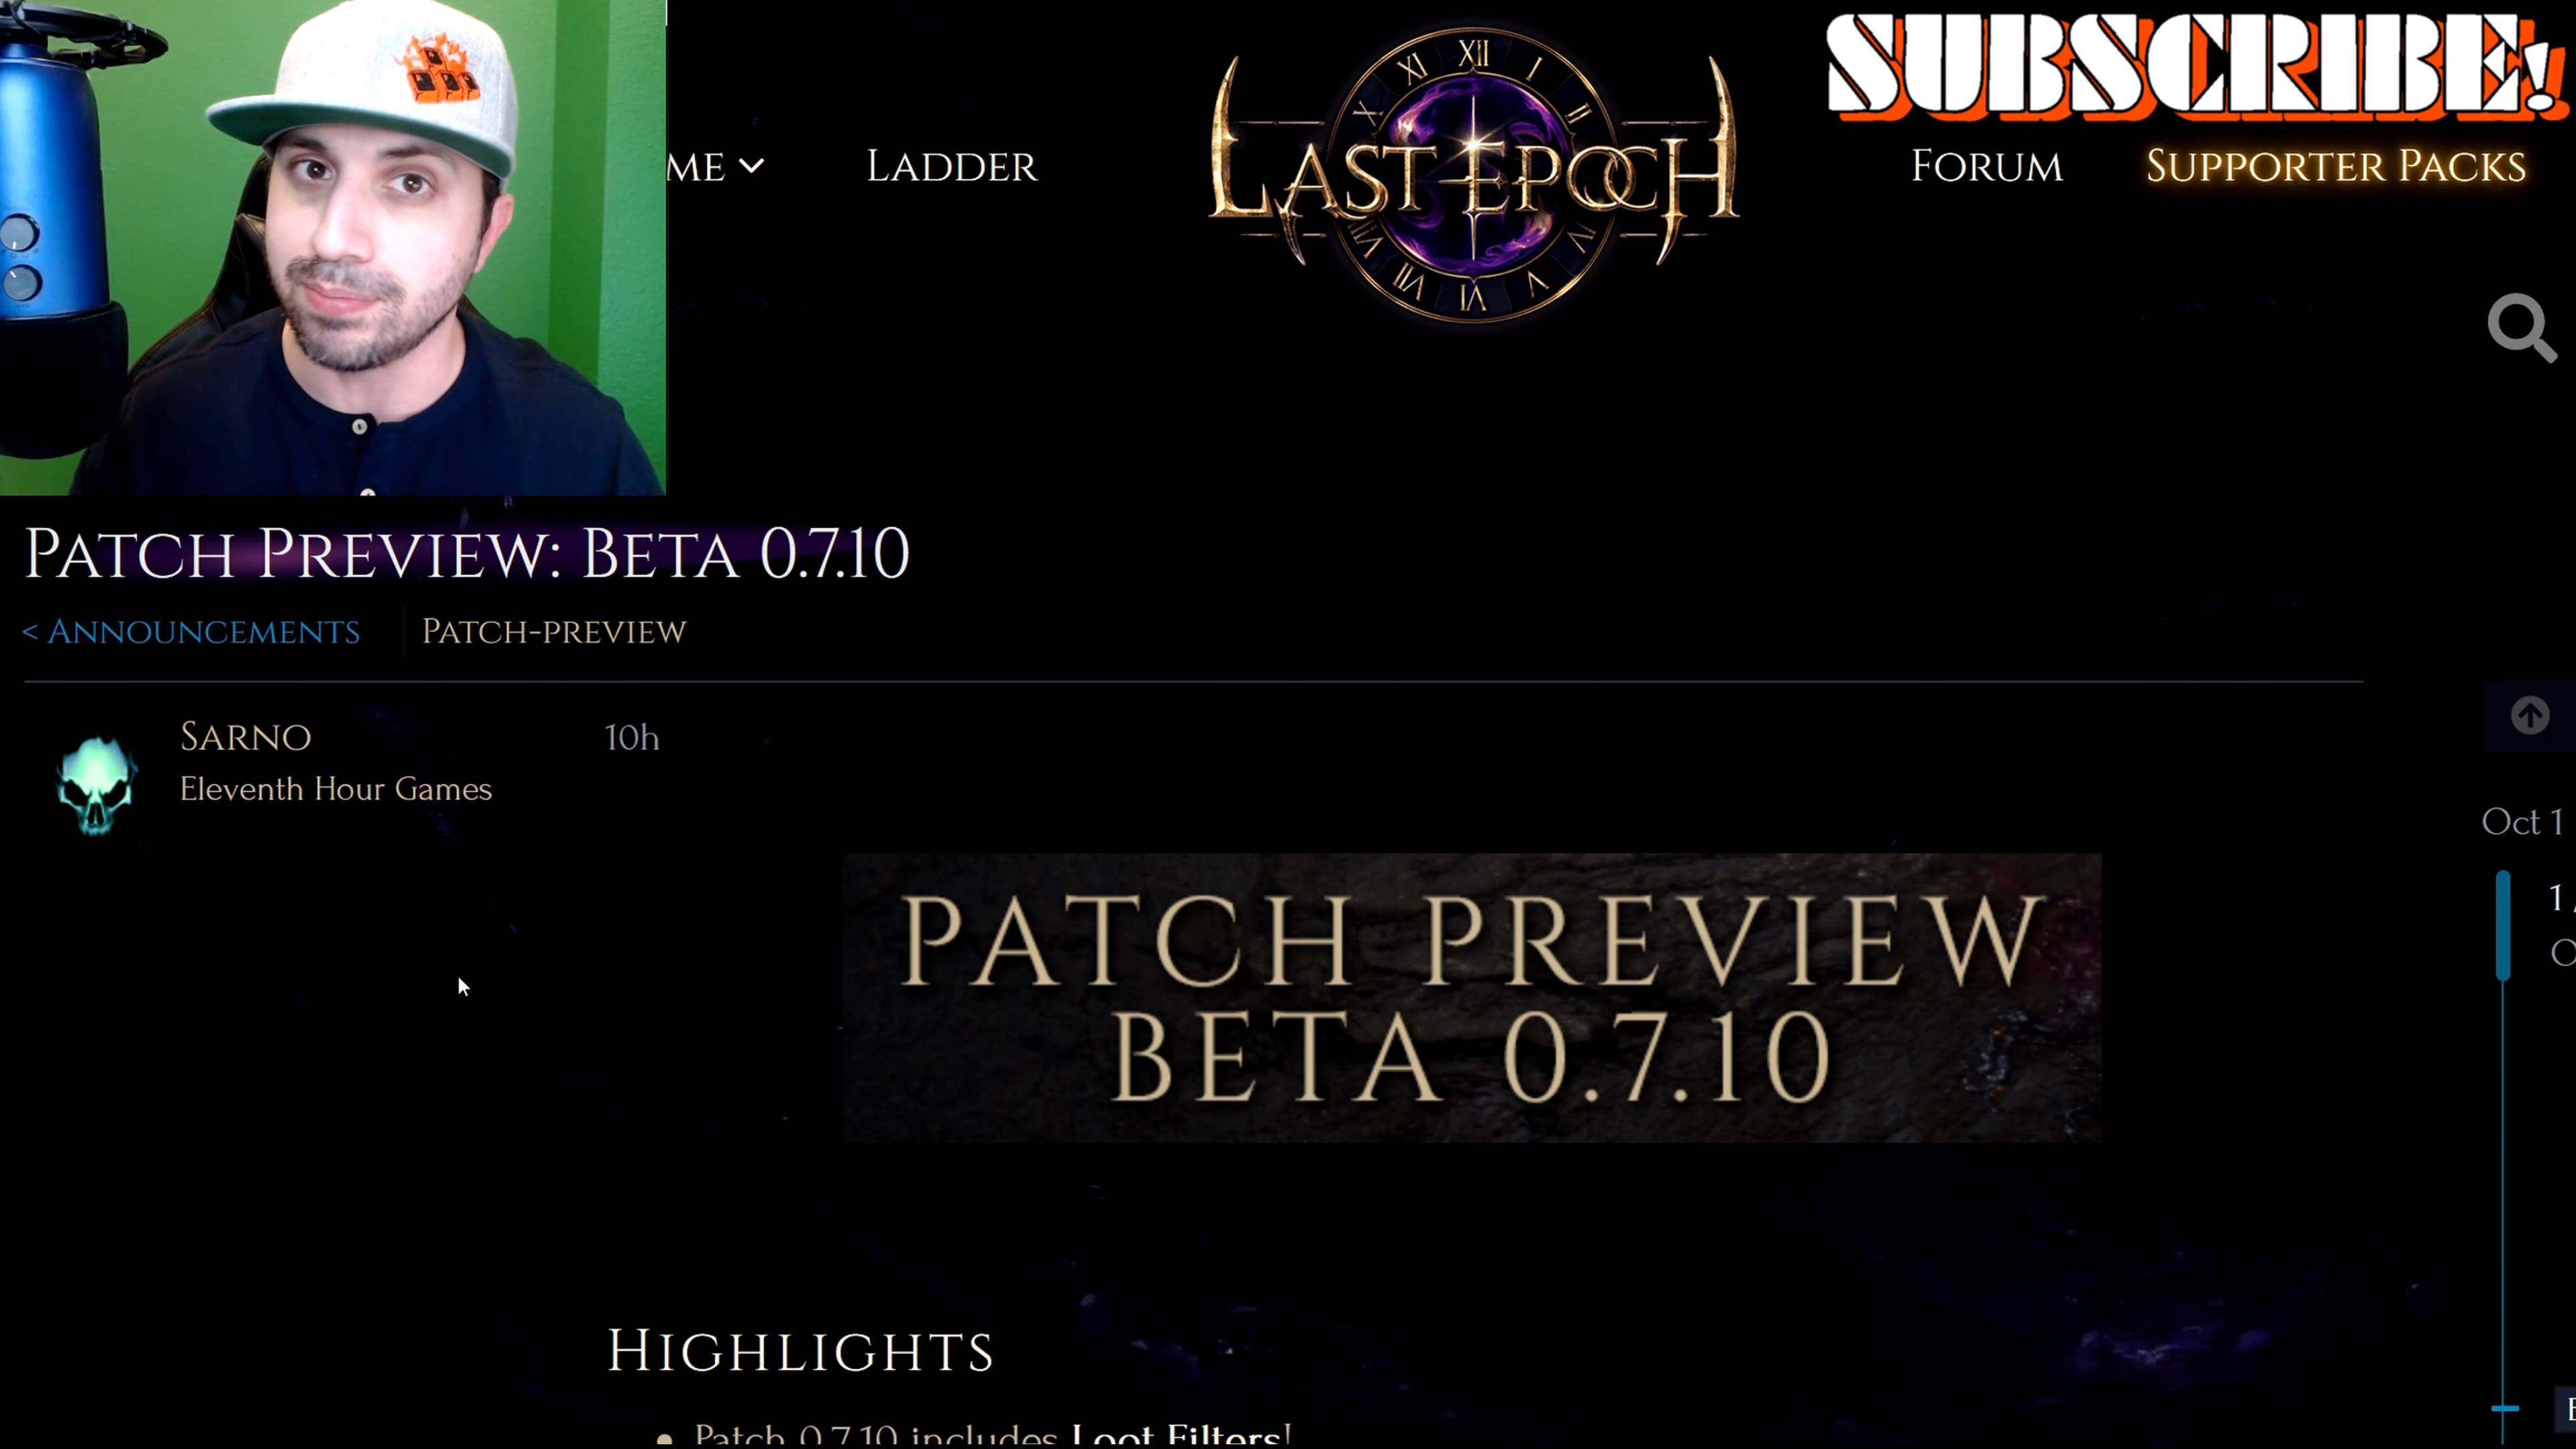 SUBSCRIBE!
XII
LAST EPOCH
ME
LADDER
FORUM
SUPPORTER PACKS
PATCH PREVIEW: BETA 0.7.10
< ANNOUNCEMENTS
PATCH-PREVIEW
SARNO
10h
Eleventh Hour Games
Oct 1
1
PATCH PREVIEW
BETA 0.7.10
HIGHLIGHTS
• Patch 0.7.10 includes Loot Filters!